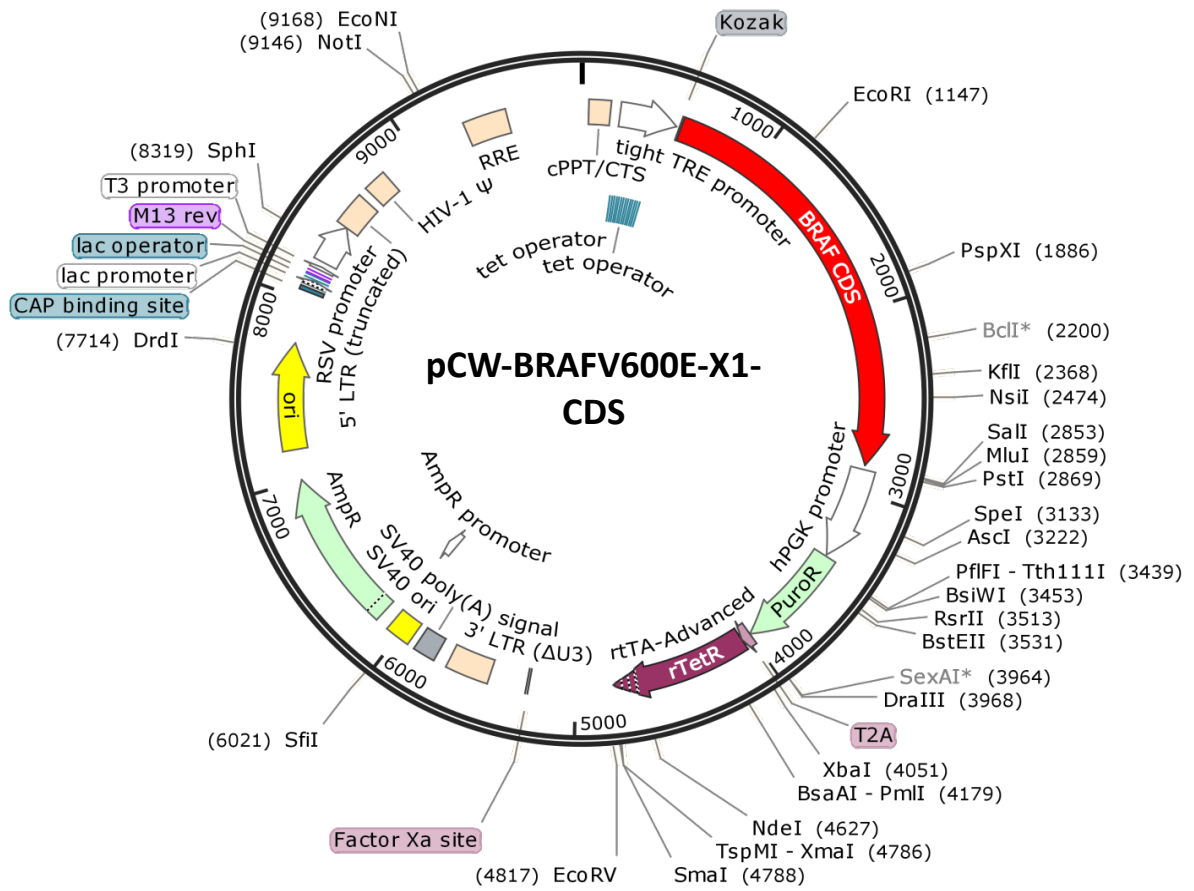 (9168) EcoNI
(9146) NotI
Kozak
EcoRI (1147)
1000
9000
RRE
cPPT/CTS
tight TRE promoter
(8319) SphI
T3 promoter
M13 rev
lac operator
lac promoter
CAP binding site
(7714) DrdI
HIV-1 Ψ
tet operator
tet operator
BRAF CDS
PspXI (1886)
2000
BclI* (2200)
8000
RSV promoter
5' LTR (truncated)
KflI (2368)
NsiI (2474)
pCW-BRAFV600E-X1-
CDS
ori
SalI (2853)
MluI (2859)
PstI (2869)
3000
SpeI (3133)
AscI (3222)
hPGK promoter
7000
AmpR
AmpR promoter
PflFI - Tth111I (3439)
BsiWI (3453)
RsrII (3513)
BstEII (3531)
PuroR
SV40 poly(A) signal
SV40 ori
3' LTR (ΔU3)
rtTA-Advanced
rTetR
4000
SexAI* (3964)
DraIII (3968)
6000
5000
T2A
(6021) SfiI
XbaI (4051)
BsaAI - PmlI (4179)
NdeI (4627)
TspMI - XmaI (4786)
SmaI (4788)
Factor Xa site
(4817) EcoRV